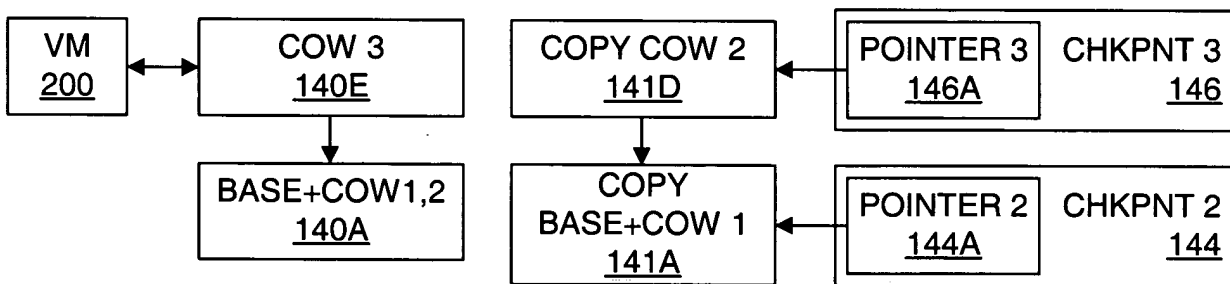 VM
200
COW 3
140E
COPY COW 2
141D
POINTER 3
146A
CHKPNT 3
146
BASE+COW1,2
140A
COPY
BASE+COW 1
141A
POINTER 2
144A
CHKPNT 2
144